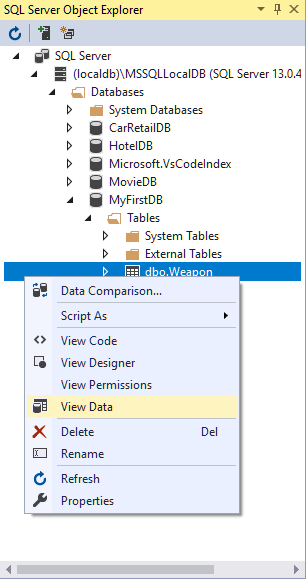 SQL Server Object Explorer
SQL Server
(localdb)\MSSQLLocalDB (SQL Server 13.0.4
Databases
System Databases
CarRetailDB
HotelDB
Microsoft.VsCodeIndex
MovieDB
MyFirstDB
Tables
System Tables
External Tables
dbo.Weapon
Data Comparison...
Script As
View Code
View Designer
View Permissions
View Data
Delete Del
Rename
Refresh
Properties